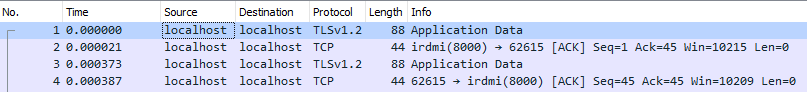 No. Time Source Destination Protocol Length Info
1 0.000000 localhost localhost TLSv1.2 88 Application Data
2 0.000021 localhost localhost TCP 44 irdmi(8000) → 62615 [ACK] Seq=1 Ack=45 Win=10215 Len=0
3 0.000373 localhost localhost TLSv1.2 88 Application Data
4 0.000387 localhost localhost TCP 44 62615 → irdmi(8000) [ACK] Seq=45 Ack=45 Win=10209 Len=0